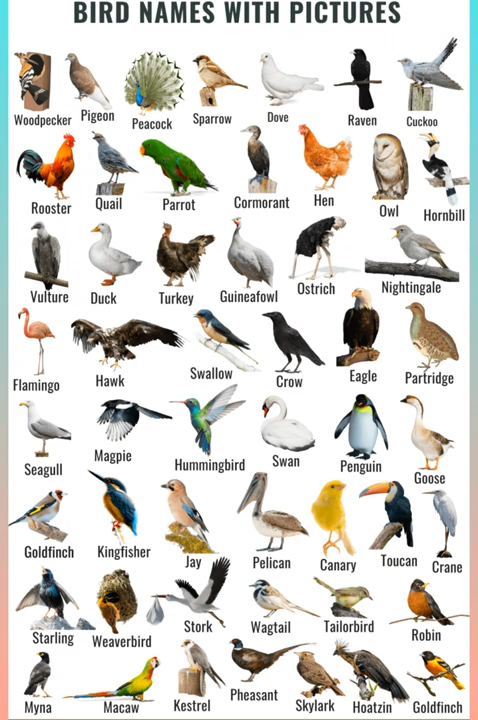 BIRD NAMES WITH PICTURES
Woodpecker Pigeon Peacock Sparrow Dove Raven Cuckoo
Rooster Quail Parrot Cormorant Hen Owl Hornbill
Vulture Duck Turkey Guineafowl Ostrich Nightingale
Flamingo Hawk Swallow Crow Eagle Partridge
Seagull Magpie Hummingbird Swan Penguin Goose
Goldfinch Kingfisher Jay Pelican Canary Toucan Crane
Starling Weaverbird Stork Wagtail Tailorbird Robin
Myna Macaw Kestrel Pheasant Skylark Hoatzin Goldfinch